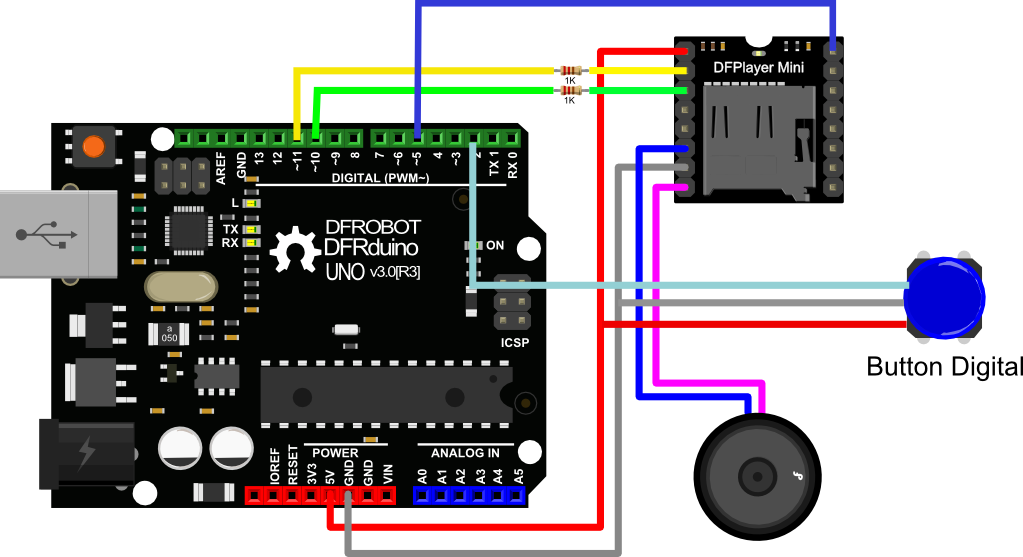 DFPlayer Mini
1K
1K
AREF
GND
13
12
~11
~10
~9
8
7
~6
~5
4
~3
2
TX 1
RX 0
DIGITAL (PWM~)
L
TX
RX
DFROBOT
DFRduino
UNO v3.0[R3]
ON
ICSP
a
050
Button Digital
POWER
ANALOG IN
IOREF
RESET
3V3
5V
GND
GND
VIN
A0
A1
A2
A3
A4
A5